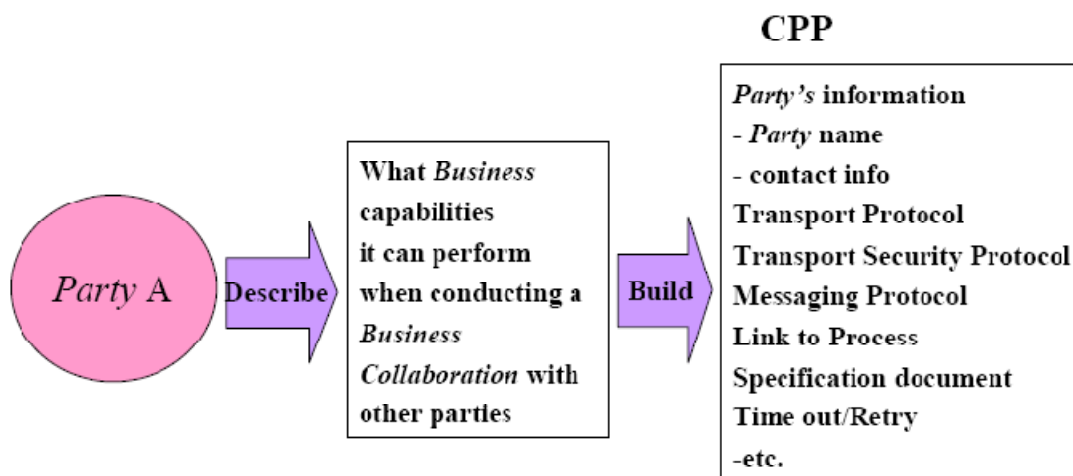 CPP
Party A
Describe
What Business
capabilities
it can perform
when conducting a
Business
Collaboration with
other parties
Build
Party's information
- Party name
- contact info
Transport Protocol
Transport Security Protocol
Messaging Protocol
Link to Process
Specification document
Time out/Retry
-etc.